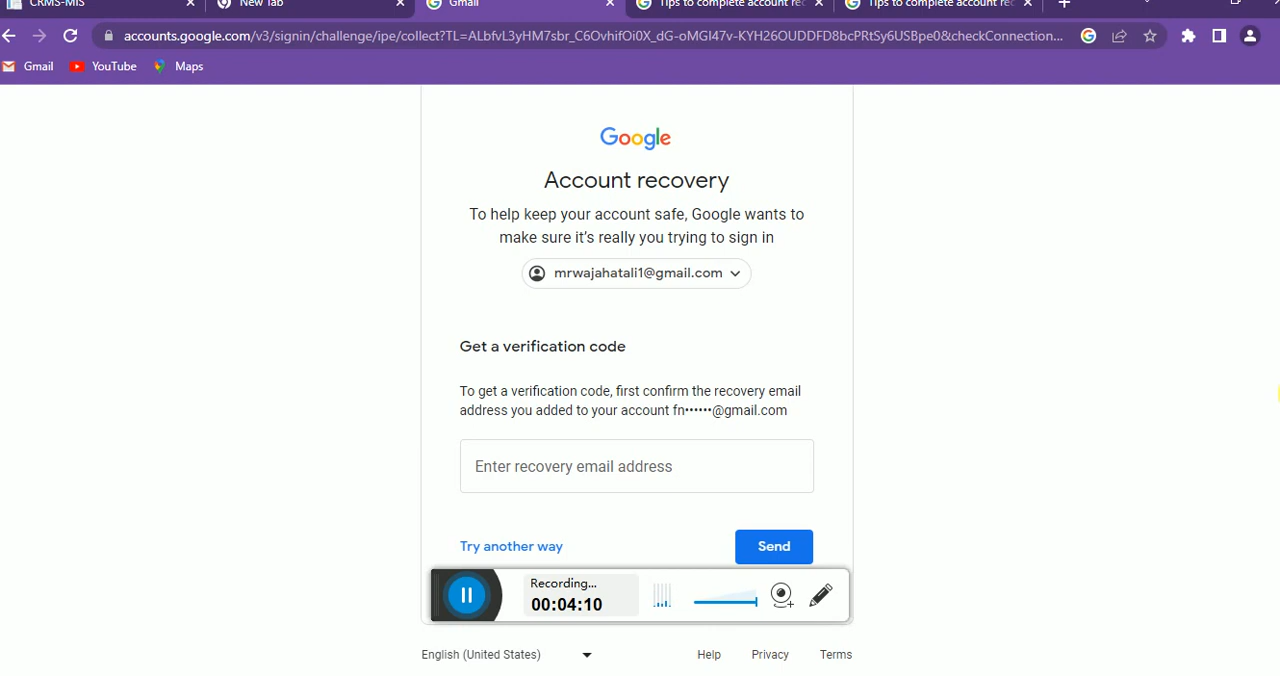 CRMS-MIS
New Tab
Gmail
Tips to complete account rec
Tips to complete account rec
accounts.google.com/v3/signin/challenge/ipe/collect?TL=ALbfvL3yHM7sbr_C6OvhifOi0X_dG-oMGl47v-KYH26OUDDFD8bcPRtSy6USBpe0&checkConnection...
Gmail
YouTube
Maps
Google
Account recovery
To help keep your account safe, Google wants to
make sure it's really you trying to sign in
mrwajahatali1@gmail.com
Get a verification code
To get a verification code, first confirm the recovery email
address you added to your account fn••••••@gmail.com
Enter recovery email address
Try another way
Send
Recording...
00:04:10
English (United States)
Help
Privacy
Terms